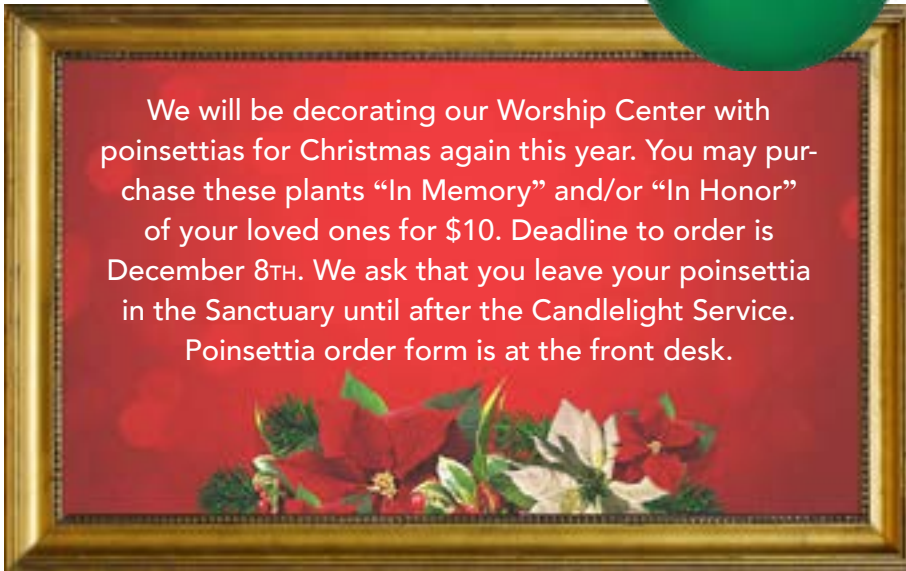 We will be decorating our Worship Center with
poinsettias for Christmas again this year. You may pur-
chase these plants “In Memory” and/or “In Honor”
of your loved ones for $10. Deadline to order is
December 8TH. We ask that you leave your poinsettia
in the Sanctuary until after the Candlelight Service.
Poinsettia order form is at the front desk.